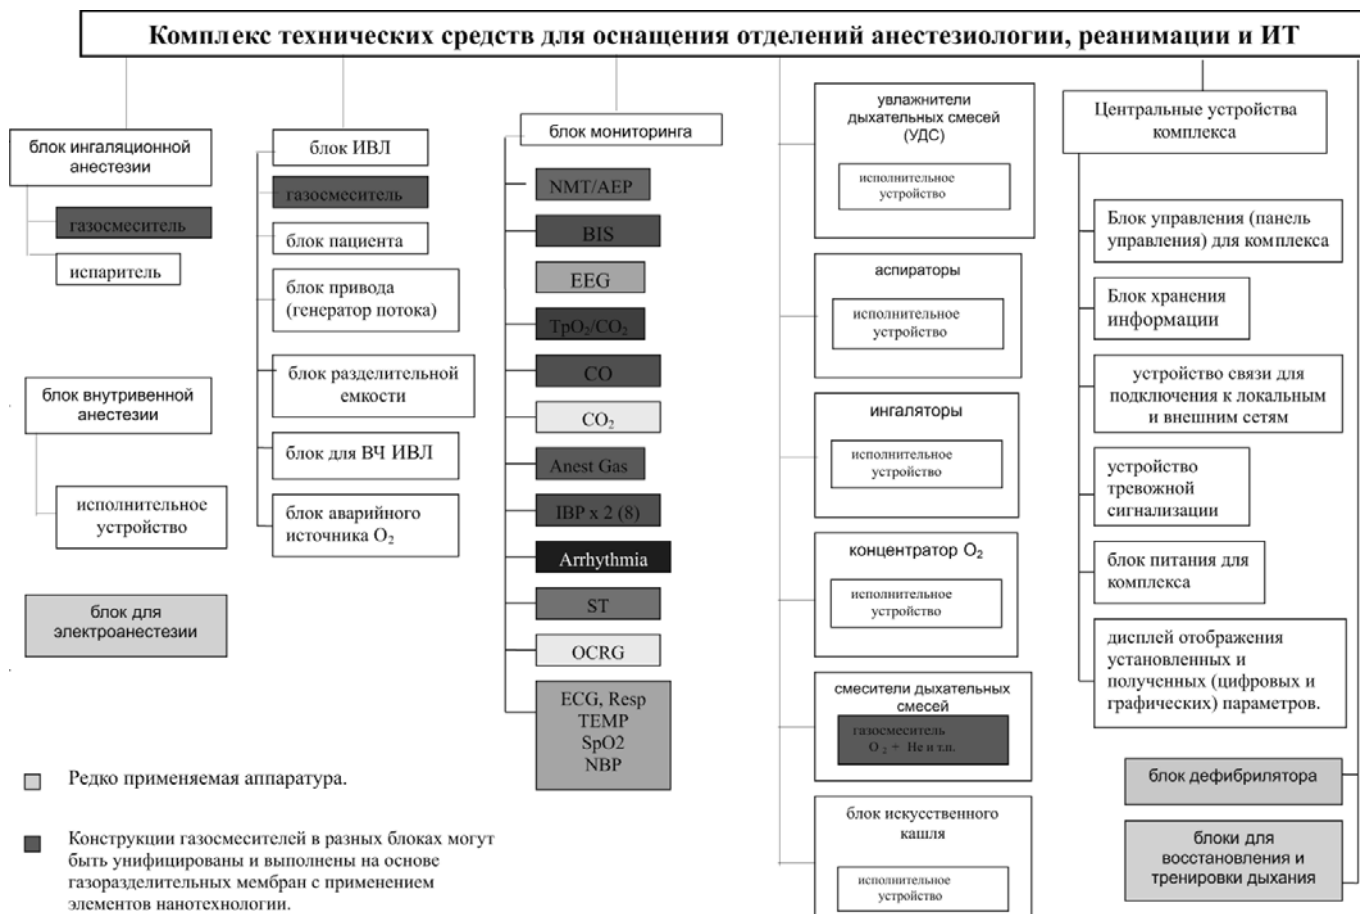 Комплекс технических средств для оснащения отделений анестезиологии, реанимации и ИТ
блок ингаляционной
анестезии
газосмеситель
испаритель
блок внутривенной
анестезии
исполнительное
устройство
блок для
электроанестезии
блок ИВЛ
газосмеситель
блок пациента
блок привода
(генератор потока)
блок разделительной
емкости
блок для ВЧ ИВЛ
блок аварийного
источника O₂
блок мониторинга
NMT/AEP
BIS
EEG
TpO₂/CO₂
CO
CO₂
Anest Gas
IBP x 2 (8)
Arrhythmia
ST
OCRG
ECG, Resp
TEMP
SpO2
NBP
увлажнители
дыхательных смесей
(УДС)
исполнительное
устройство
аспираторы
исполнительное
устройство
ингаляторы
исполнительное
устройство
концентратор O₂
исполнительное
устройство
смесители дыхательных
смесей
газосмеситель
O ₂ + Не и т.п.
блок искусственного
кашля
исполнительное
устройство
Центральные устройства
комплекса
Блок управления (панель
управления) для комплекса
Блок хранения
информации
устройство связи для
подключения к локальным
и внешним сетям
устройство
тревожной
сигнализации
блок питания для
комплекса
дисплей отображения
установленных и
полученных (цифровых и
графических) параметров.
блок дефибрилятора
блоки для
восстановления и
тренировки дыхания
Редко применяемая аппаратура.
Конструкции газосмесителей в разных блоках могут
быть унифицированы и выполнены на основе
газоразделительных мембран с применением
элементов нанотехнологии.